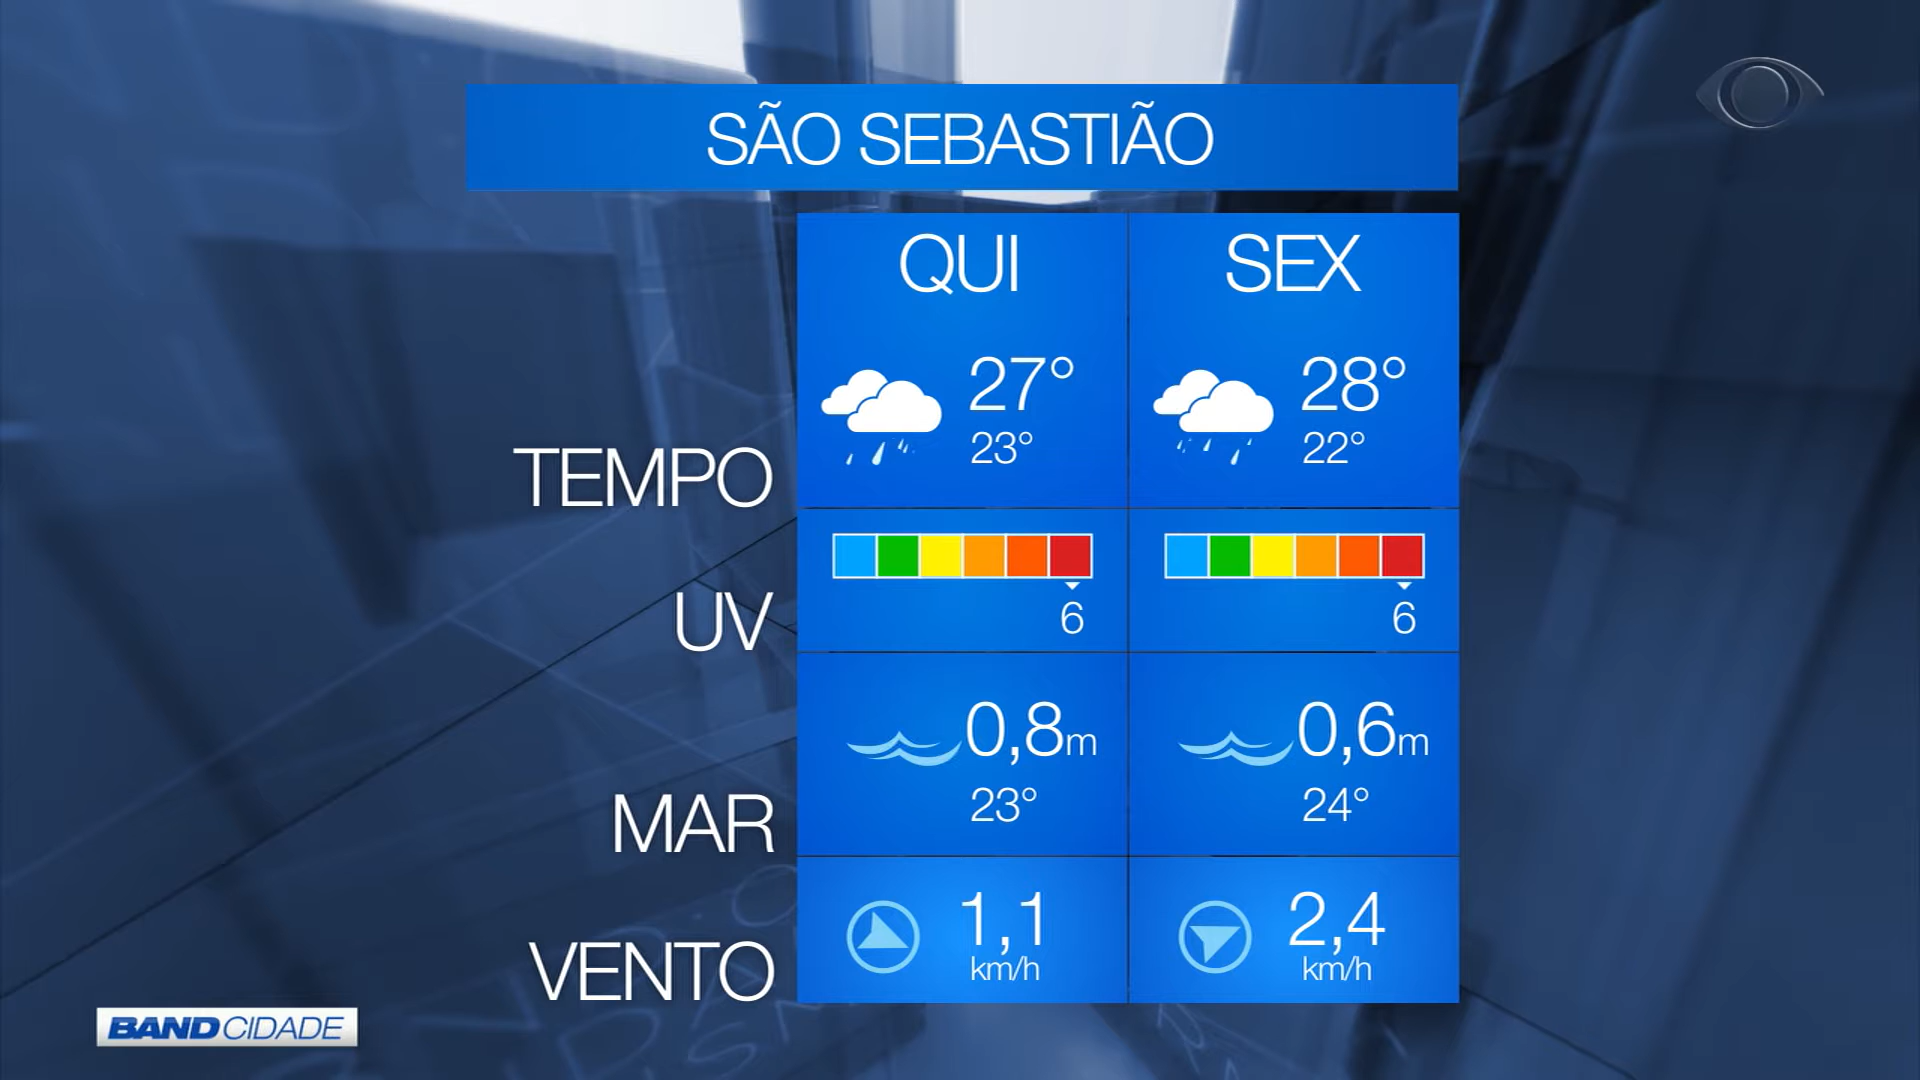 SÃO SEBASTIÃO
QUI SEX
27° 28°
23° 22°
TEMPO
UV
6 6
0,8m 0,6m
23° 24°
MAR
1,1 2,4
km/h km/h
VENTO
BAND CIDADE